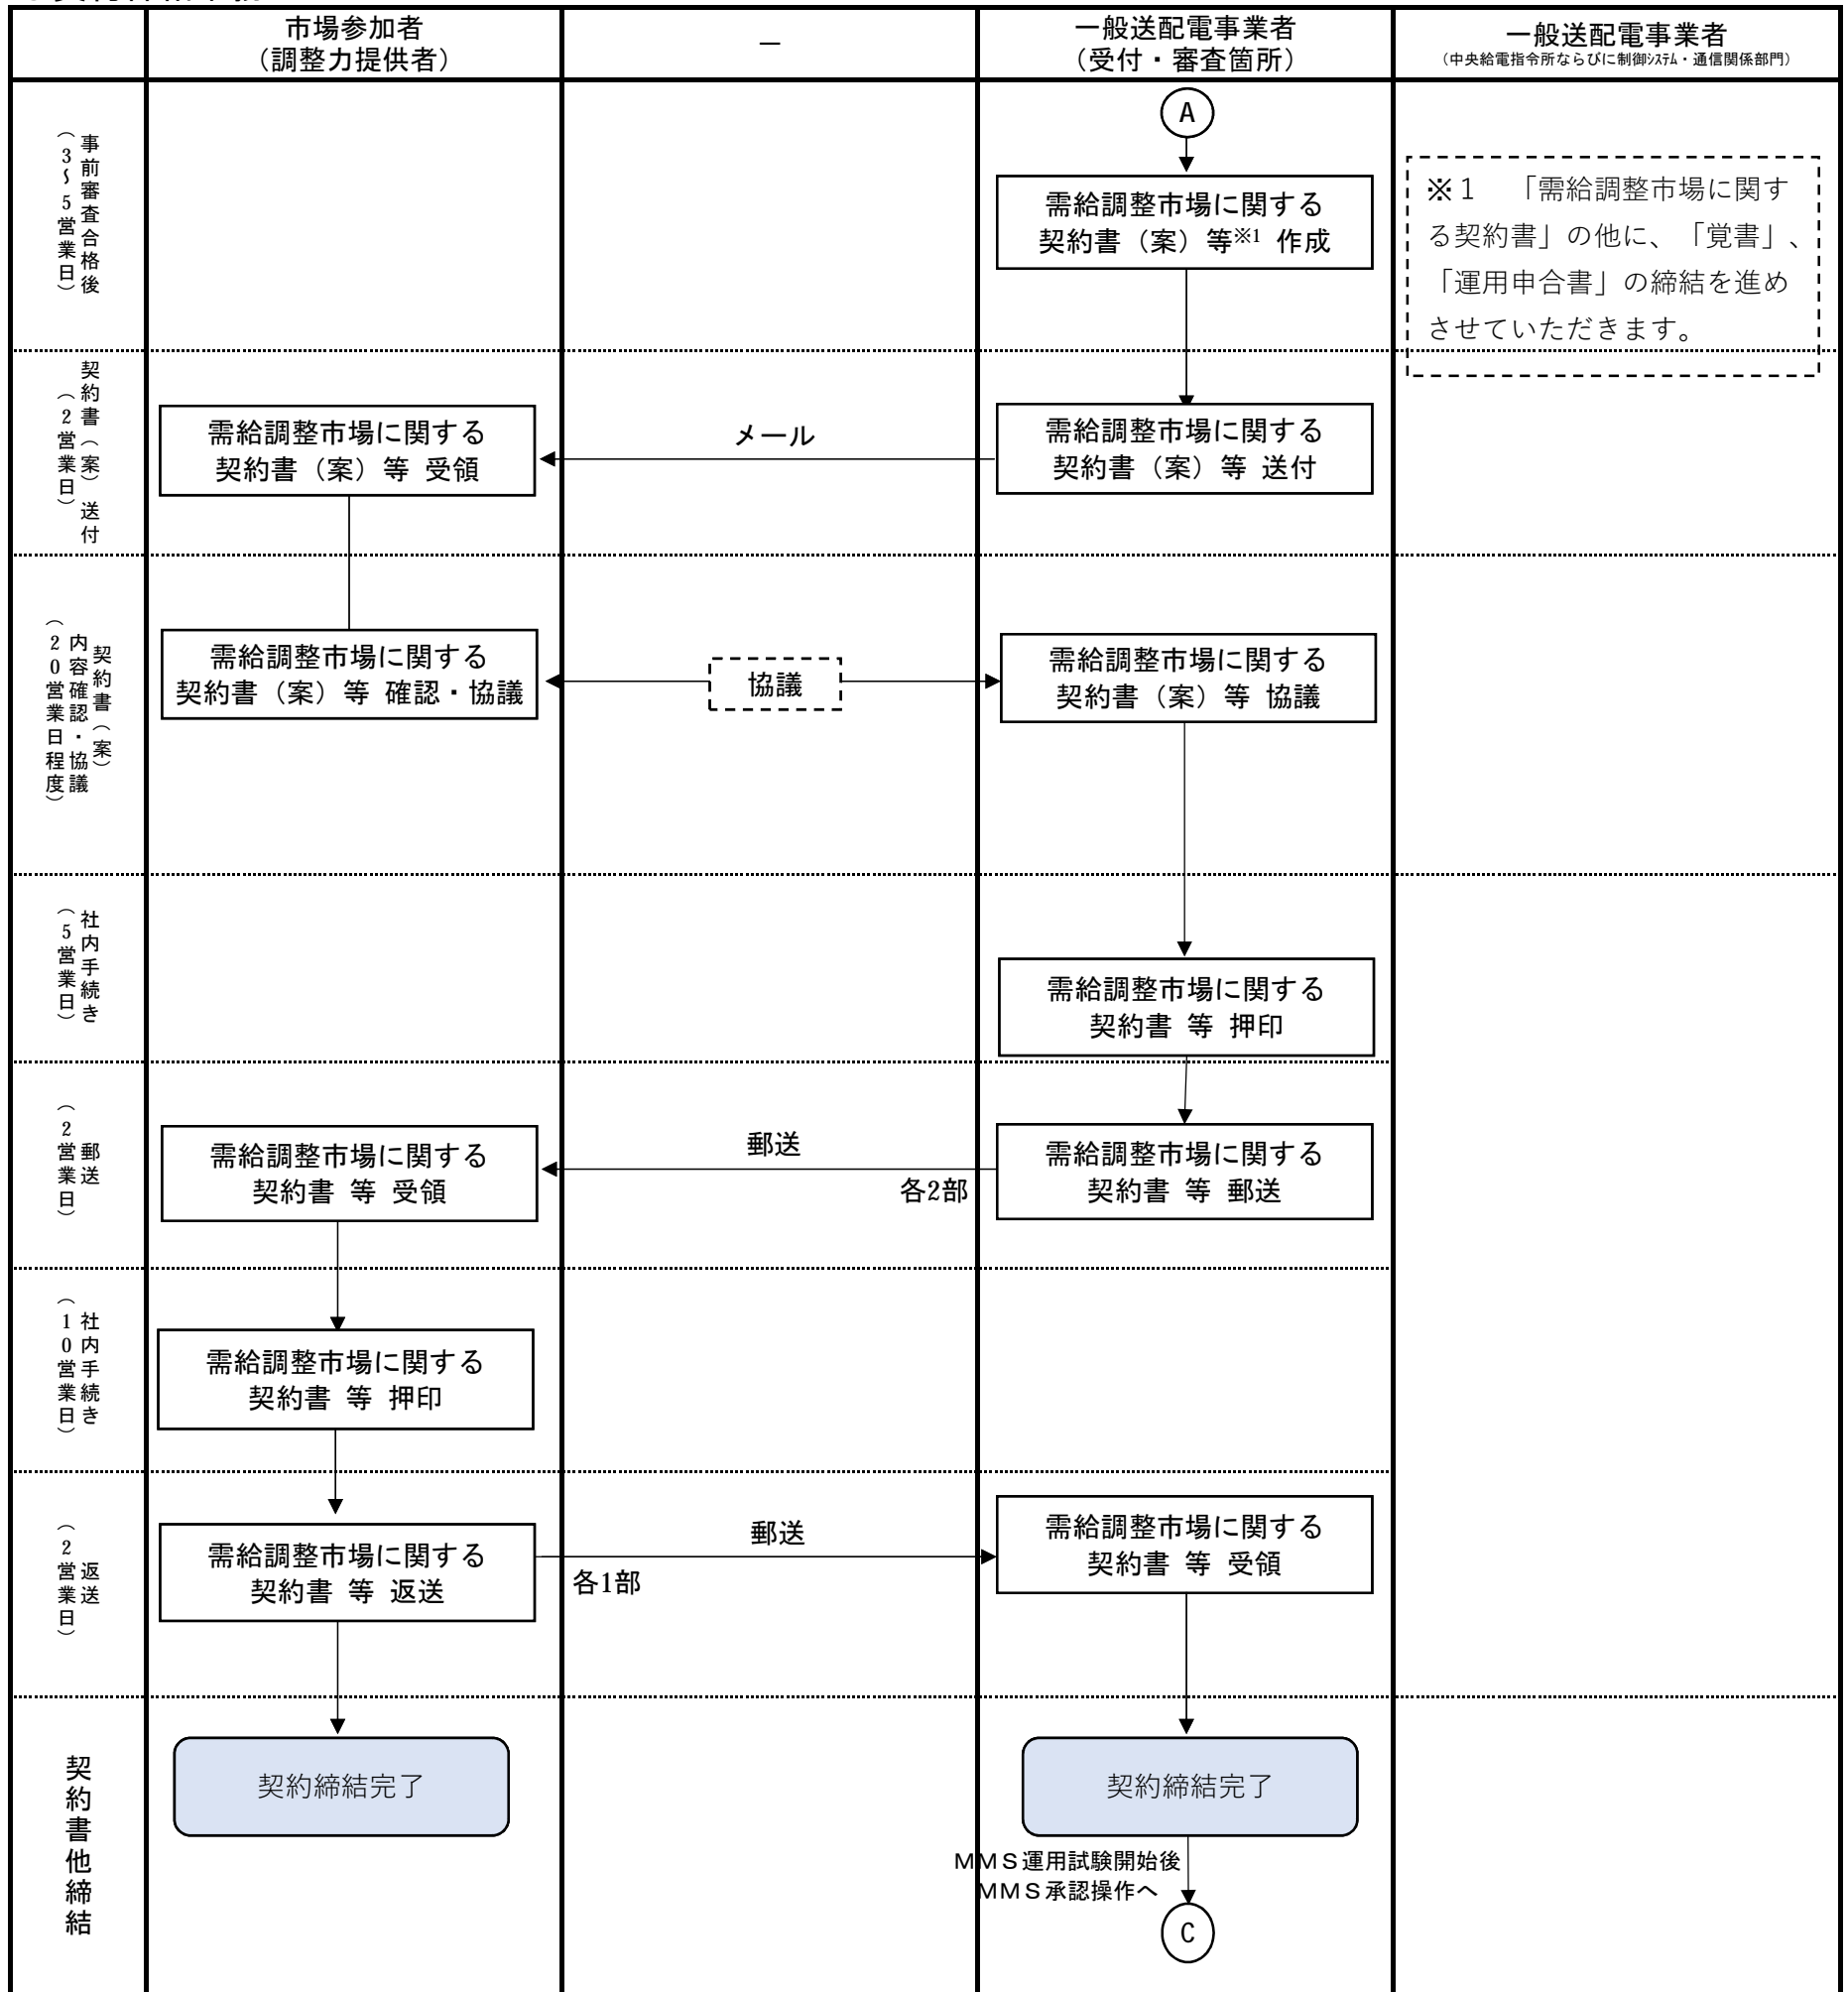 市場参加者
（調整力提供者）
－
一般送配電事業者
（受付・審査箇所）
一般送配電事業者
（中央給電指令所ならびに制御ｼｽﾃﾑ・通信関係部門）
事前審査合格後
（3～5営業日）
A
需給調整市場に関する
契約書（案）等※1 作成
※１　「需給調整市場に関す
る契約書」の他に、「覚書」、
「運用申合書」の締結を進め
させていただきます。
契約書（案）送付
（2営業日）
需給調整市場に関する
契約書（案）等 受領
メール
需給調整市場に関する
契約書（案）等 送付
契約書（案）
内容確認・協議
（20営業日程度）
需給調整市場に関する
契約書（案）等 確認・協議
協議
需給調整市場に関する
契約書（案）等 協議
社内手続き
（5営業日）
需給調整市場に関する
契約書 等 押印
郵送
（2営業日）
需給調整市場に関する
契約書 等 受領
郵送
各2部
需給調整市場に関する
契約書 等 郵送
社内手続き
（10営業日）
需給調整市場に関する
契約書 等 押印
返送
（2営業日）
需給調整市場に関する
契約書 等 返送
郵送
各1部
需給調整市場に関する
契約書 等 受領
契約書他締結
契約締結完了
契約締結完了
ＭＭＳ運用試験開始後
ＭＭＳ承認操作へ
C